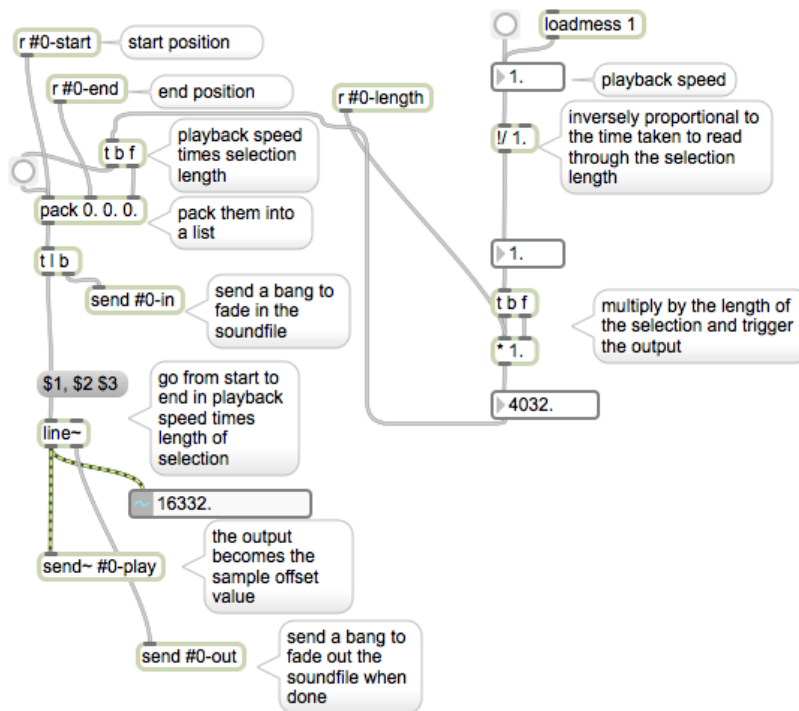 r #0-start
start position
r #0-end
end position
t b f
playback speed
times selection
length
pack 0. 0. 0.
pack them into
a list
t l b
send #0-in
send a bang to
fade in the
soundfile
$1, $2 $3
go from start to
end in playback
speed times
length of
selection
line~
~ 16332.
the output
becomes the
sample offset
value
send~ #0-play
send #0-out
send a bang to
fade out the
soundfile when
done
r #0-length
loadmess 1
1.
playback speed
!/ 1.
inversely proportional to
the time taken to read
through the selection
length
1.
t b f
multiply by the length of
the selection and trigger
the output
* 1.
4032.